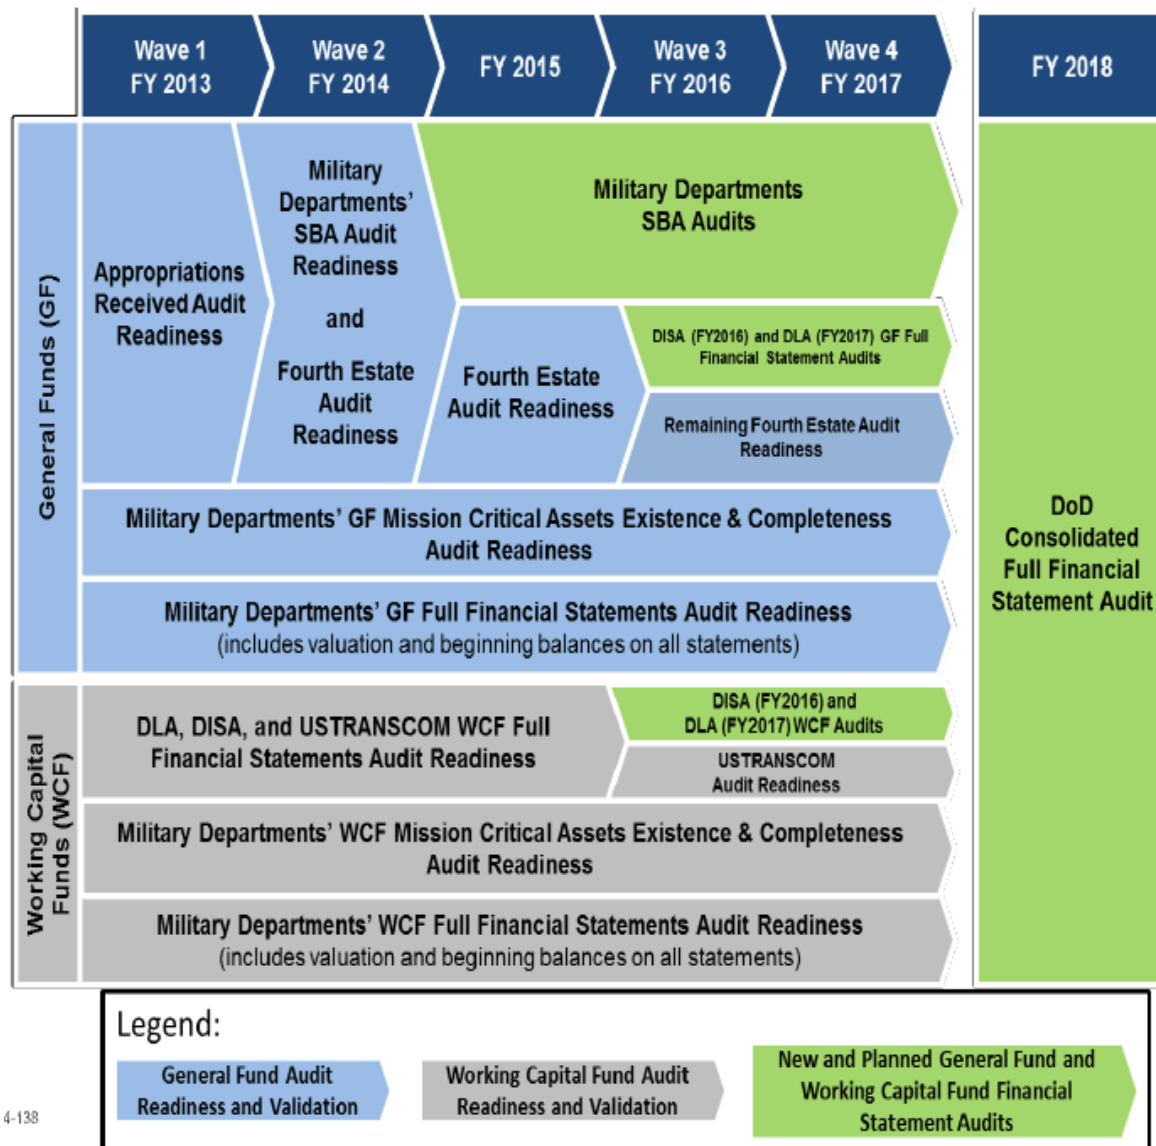 Wave 1
FY 2013
Wave 2
FY 2014
FY 2015
Wave 3
FY 2016
Wave 4
FY 2017
FY 2018
General Funds (GF)
Appropriations
Received Audit
Readiness
Military
Departments'
SBA Audit
Readiness
and
Fourth Estate
Audit
Readiness
Military Departments
SBA Audits
Fourth Estate
Audit Readiness
DISA (FY2016) and DLA (FY2017) GF Full
Financial Statement Audits
Remaining Fourth Estate Audit
Readiness
Military Departments' GF Mission Critical Assets Existence & Completeness
Audit Readiness
Military Departments' GF Full Financial Statements Audit Readiness
(includes valuation and beginning balances on all statements)
DoD
Consolidated
Full Financial
Statement Audit
Working Capital
Funds (WCF)
DLA, DISA, and USTRANSCOM WCF Full
Financial Statements Audit Readiness
DISA (FY2016) and
DLA (FY2017) WCF Audits
USTRANSCOM
Audit Readiness
Military Departments' WCF Mission Critical Assets Existence & Completeness
Audit Readiness
Military Departments' WCF Full Financial Statements Audit Readiness
(includes valuation and beginning balances on all statements)
Legend:
General Fund Audit
Readiness and Validation
Working Capital Fund Audit
Readiness and Validation
New and Planned General Fund and
Working Capital Fund Financial
Statement Audits
4-138